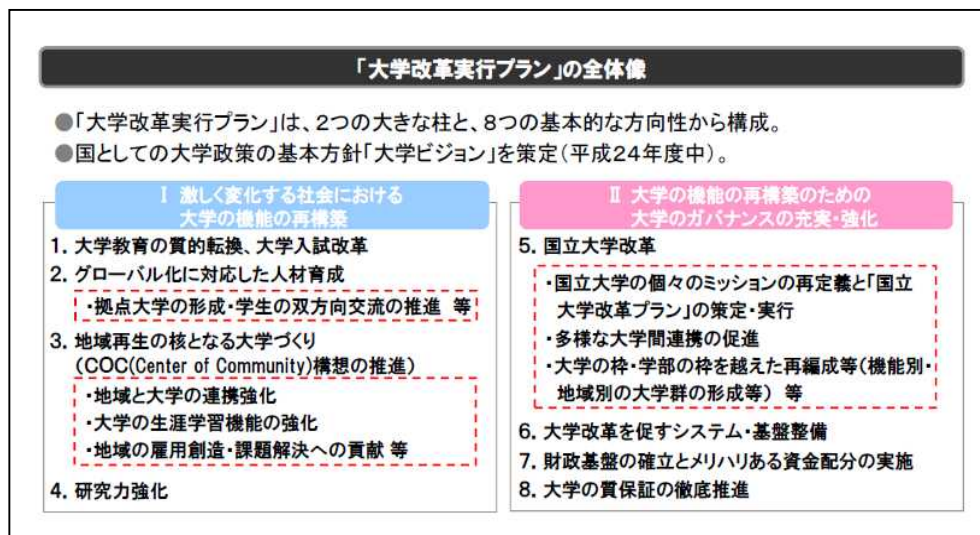 「大学改革実行プラン」の全体像
●「大学改革実行プラン」は、2つの大きな柱と、8つの基本的な方向性から構成。
●国としての大学政策の基本方針「大学ビジョン」を策定(平成24年度中)。
Ⅰ 激しく変化する社会における
大学の機能の再構築
1. 大学教育の質的転換、大学入試改革
2. グローバル化に対応した人材育成
・拠点大学の形成・学生の双方向交流の推進 等
3. 地域再生の核となる大学づくり
(COC(Center of Community)構想の推進)
・地域と大学の連携強化
・大学の生涯学習機能の強化
・地域の雇用創造・課題解決への貢献 等
4. 研究力強化
Ⅱ 大学の機能の再構築のための
大学のガバナンスの充実・強化
5. 国立大学改革
・国立大学の個々のミッションの再定義と「国立
大学改革プラン」の策定・実行
・多様な大学間連携の促進
・大学の枠・学部の枠を越えた再編成等(機能別・
地域別の大学群の形成等) 等
6. 大学改革を促すシステム・基盤整備
7. 財政基盤の確立とメリハリある資金配分の実施
8. 大学の質保証の徹底推進